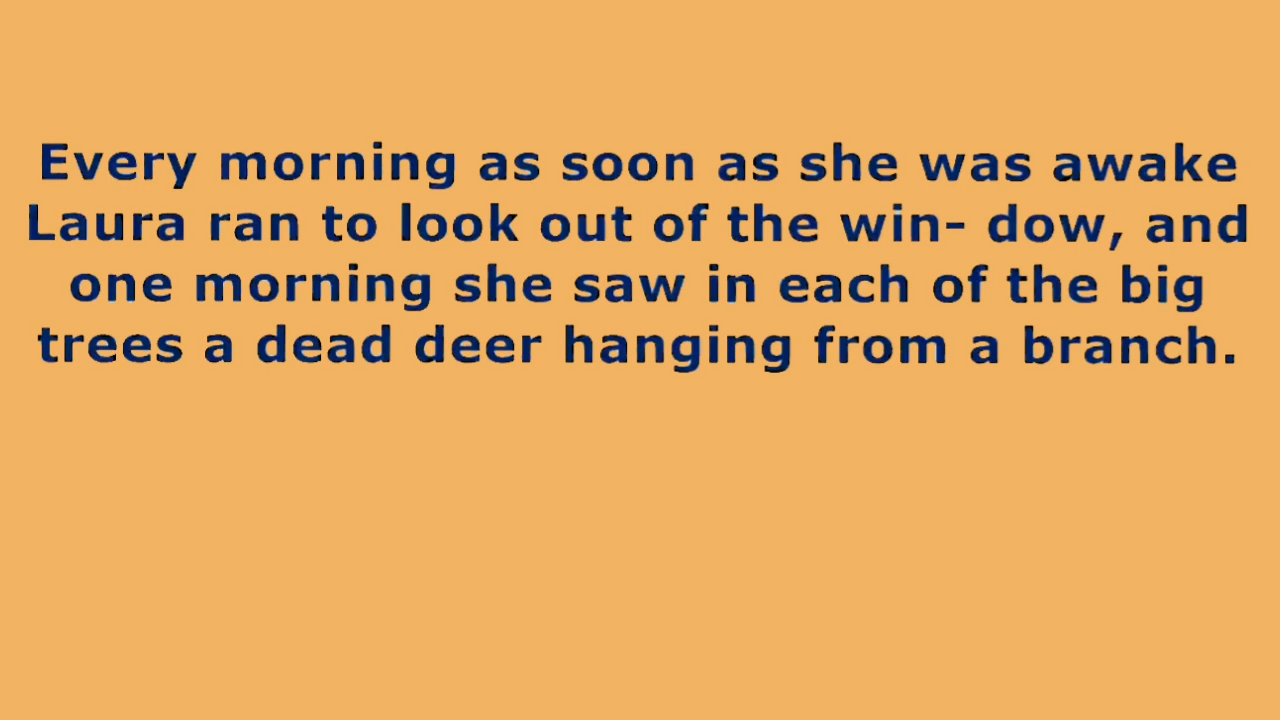 Every morning as soon as she was awake
Laura ran to look out of the win- dow, and
one morning she saw in each of the big
trees a dead deer hanging from a branch.